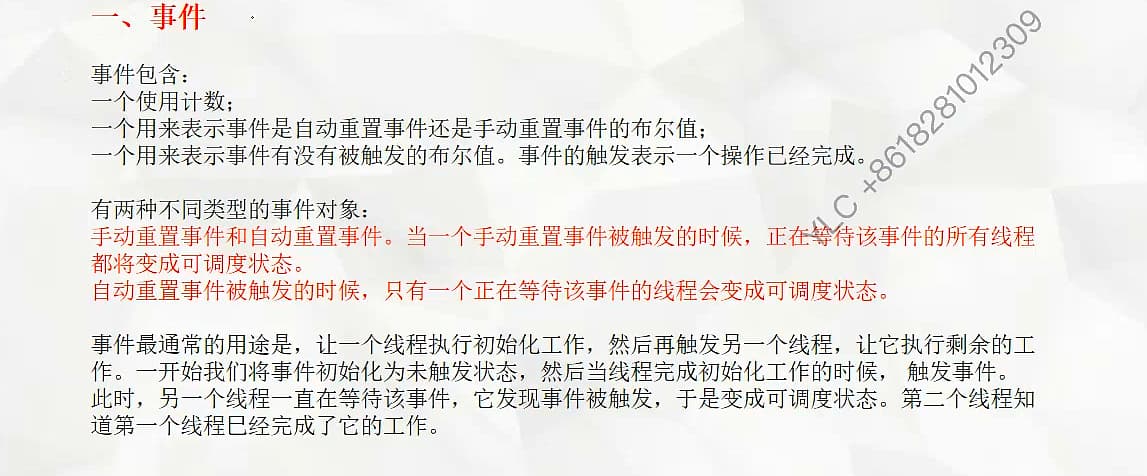 一、事件
YLC +8618281012309
事件包含：
一个使用计数；
一个用来表示事件是自动重置事件还是手动重置事件的布尔值；
一个用来表示事件有没有被触发的布尔值。事件的触发表示一个操作已经完成。
有两种不同类型的事件对象：
手动重置事件和自动重置事件。当一个手动重置事件被触发的时候，正在等待该事件的所有线程
都将变成可调度状态。
自动重置事件被触发的时候，只有一个正在等待该事件的线程会变成可调度状态。
事件最通常的用途是，让一个线程执行初始化工作，然后再触发另一个线程，让它执行剩余的工
作。一开始我们将事件初始化为未触发状态，然后当线程完成初始化工作的时候， 触发事件。
此时，另一个线程一直在等待该事件，它发现事件被触发，于是变成可调度状态。第二个线程知
道第一个线程巳经完成了它的工作。